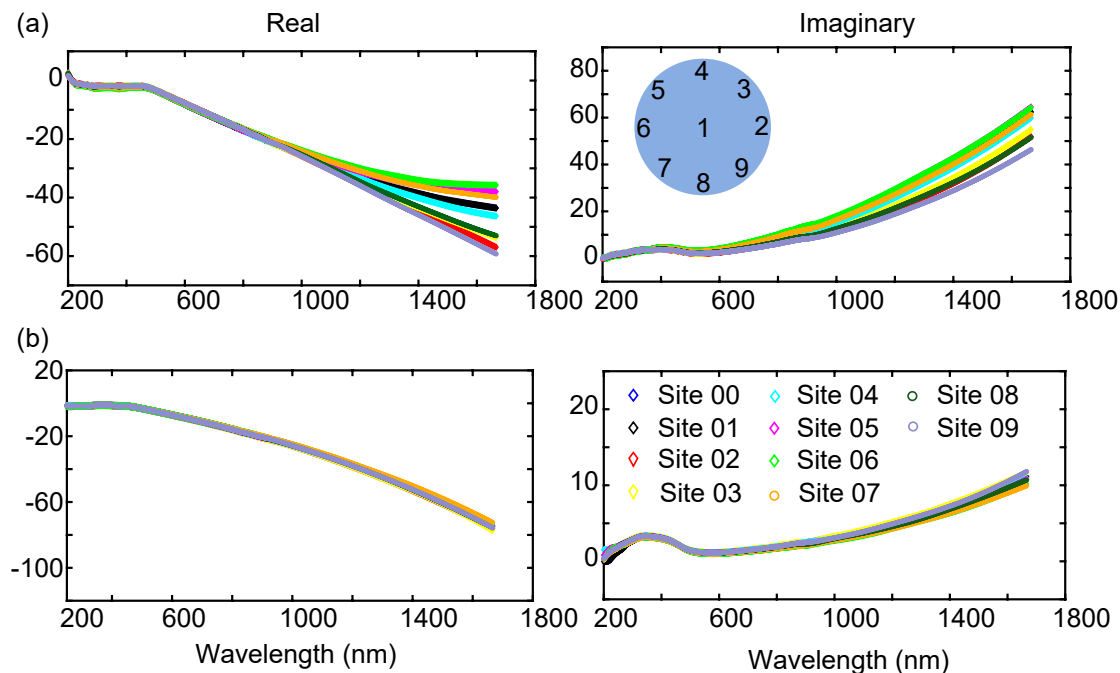 (a)
Real
Imaginary
0
-20
-40
-60
200 600 1000 1400 1800
80
60
40
20
0
4
5 3
6 1 2
7 9
8
200 600 1000 1400 1800
(b)
20
-20
-60
-100
200 600 1000 1400 1800
Wavelength (nm)
20
10
0
Site 00 Site 04 Site 08
Site 01 Site 05 Site 09
Site 02 Site 06
Site 03 Site 07
200 600 1000 1400 1800
Wavelength (nm)